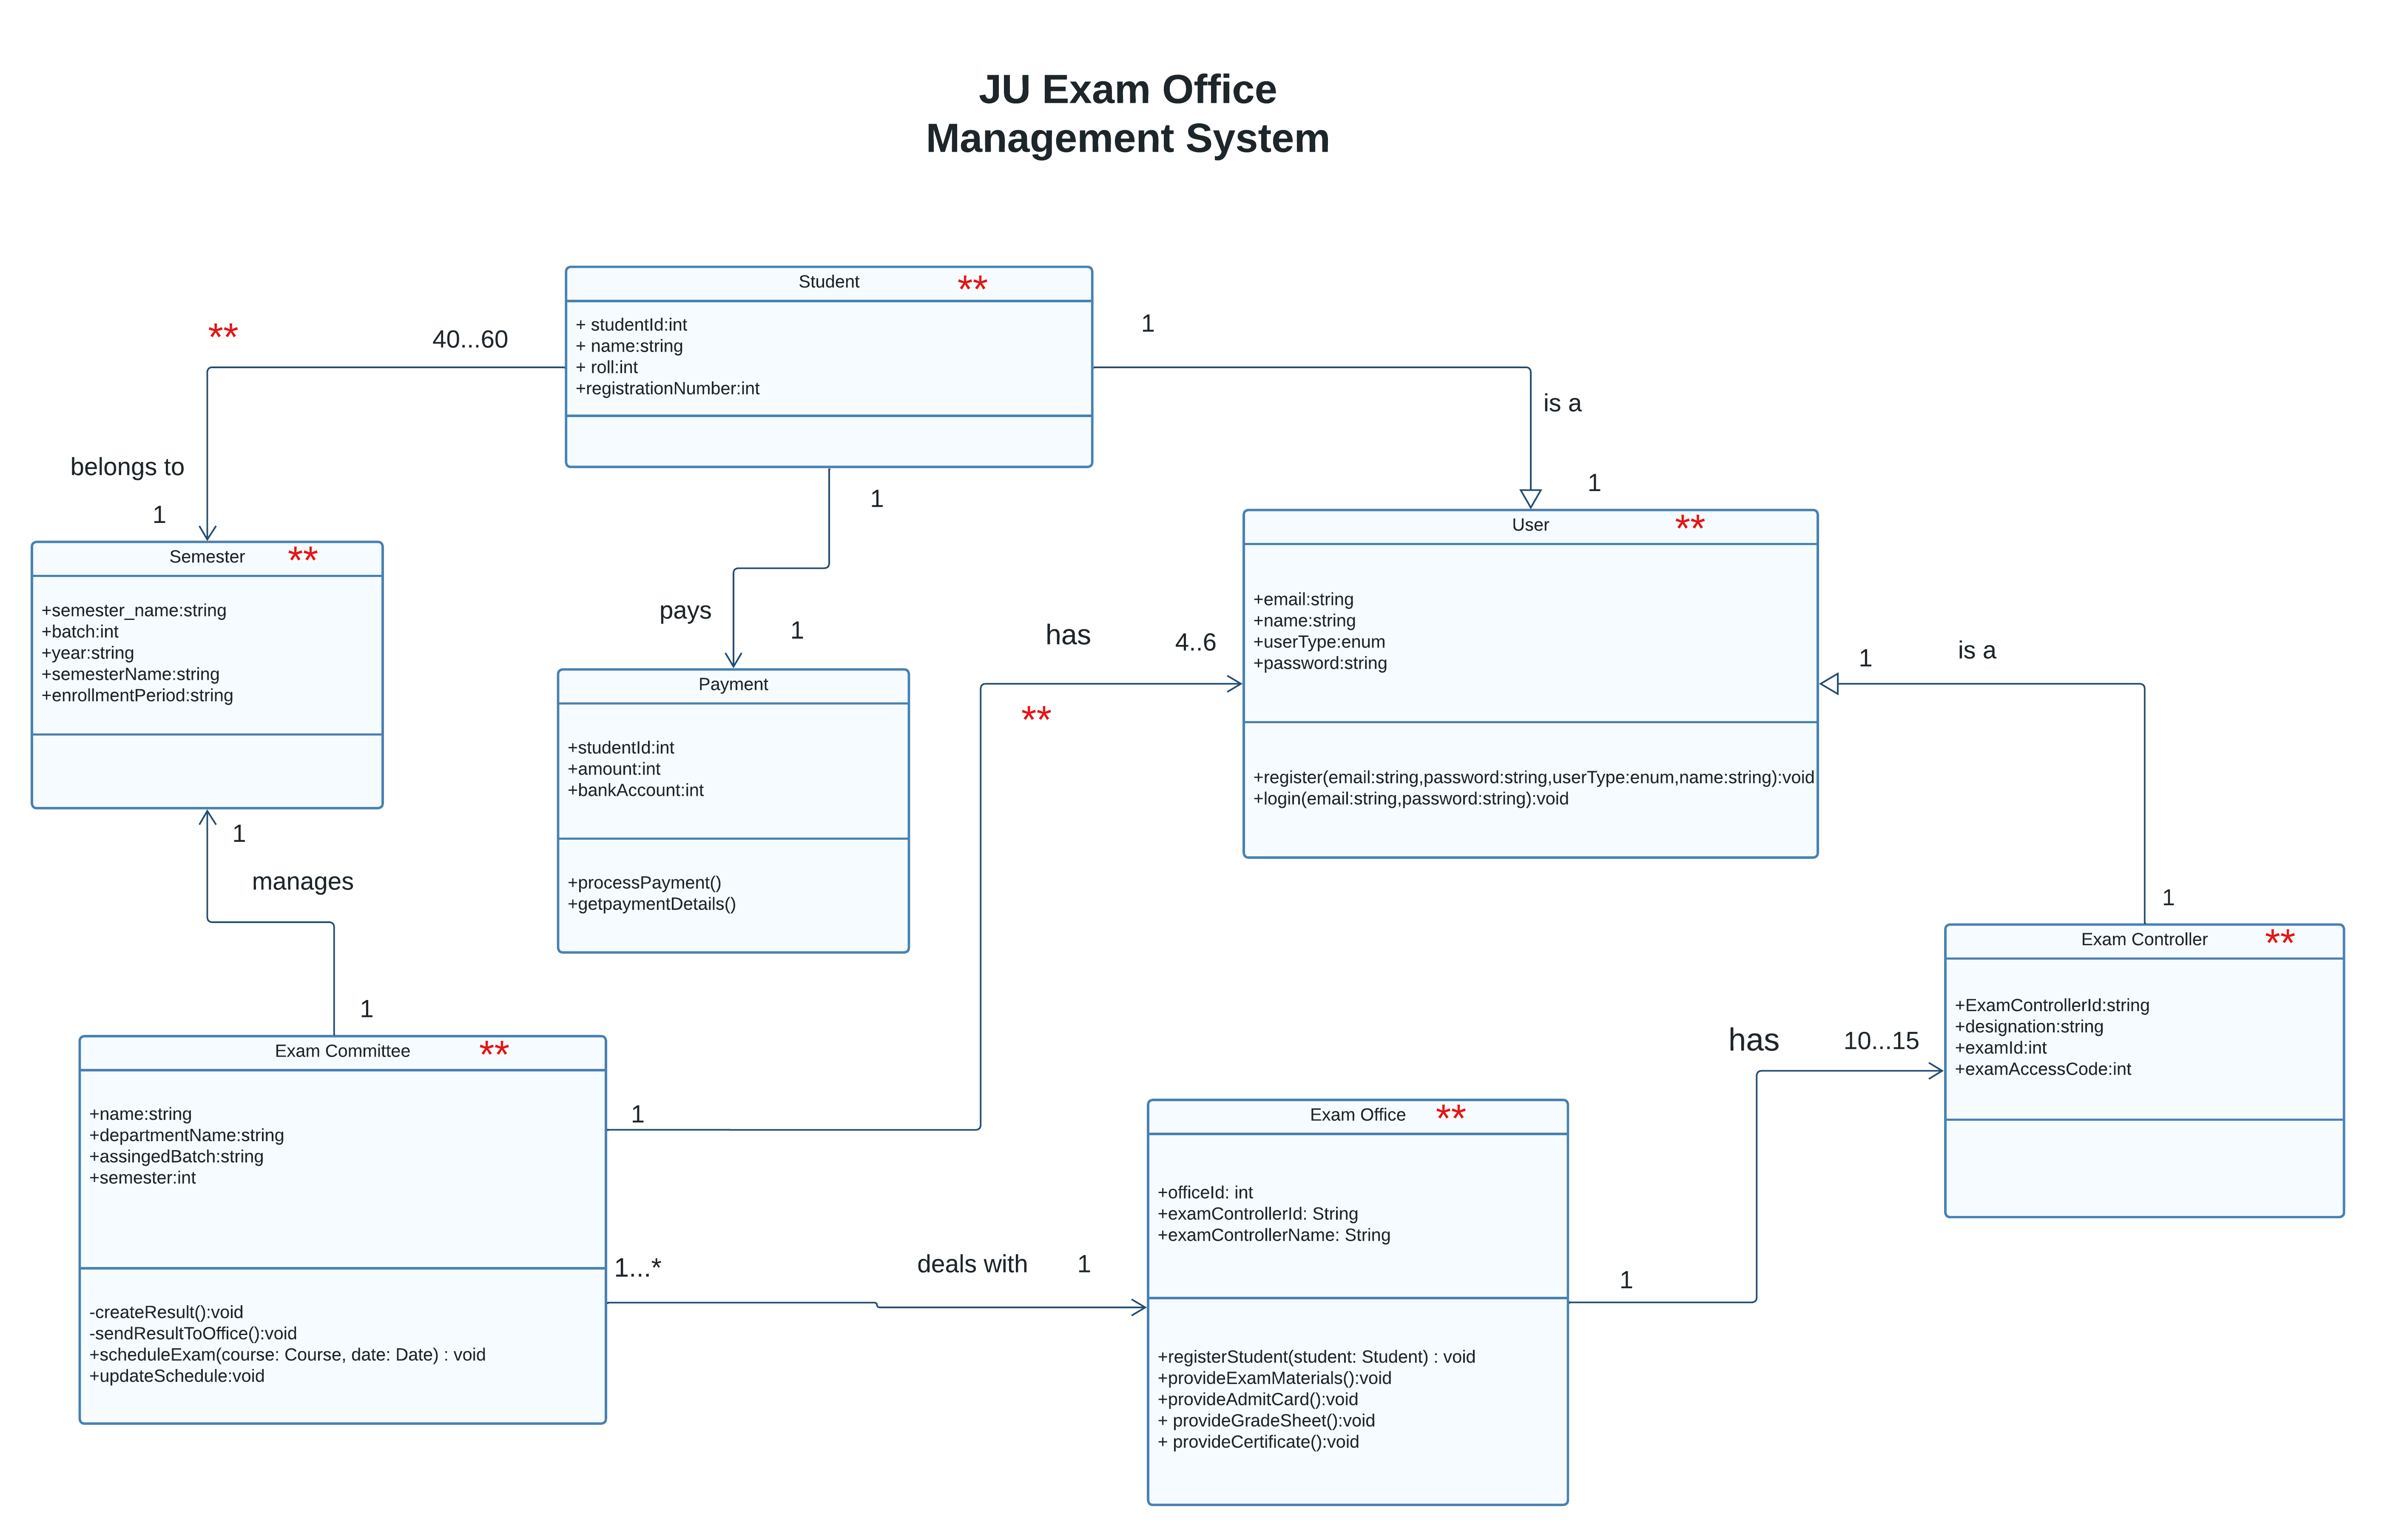 JU Exam Office
Management System
Student
**
+ studentId:int
+ name:string
+ roll:int
+registrationNumber:int
**
40...60
belongs to
1
1
is a
1
1
pays
1
Semester
**
+semester_name:string
+batch:int
+year:string
+semesterName:string
+enrollmentPeriod:string
User
**
+email:string
+name:string
+userType:enum
+password:string
+register(email:string,password:string,userType:enum,name:string):void
+login(email:string,password:string):void
has
4..6
**
1
is a
1
Payment
+studentId:int
+amount:int
+bankAccount:int
+processPayment()
+getpaymentDetails()
1
manages
1
Exam Committee
**
+name:string
+departmentName:string
+assingedBatch:string
+semester:int
-createResult():void
-sendResultToOffice():void
+scheduleExam(course: Course, date: Date) : void
+updateSchedule:void
1
1...*
deals with
1
Exam Office
**
+officeId: int
+examControllerId: String
+examControllerName: String
+registerStudent(student: Student) : void
+provideExamMaterials():void
+provideAdmitCard():void
+ provideGradeSheet():void
+ provideCertificate():void
1
has
10...15
Exam Controller
**
+ExamControllerId:string
+designation:string
+examId:int
+examAccessCode:int